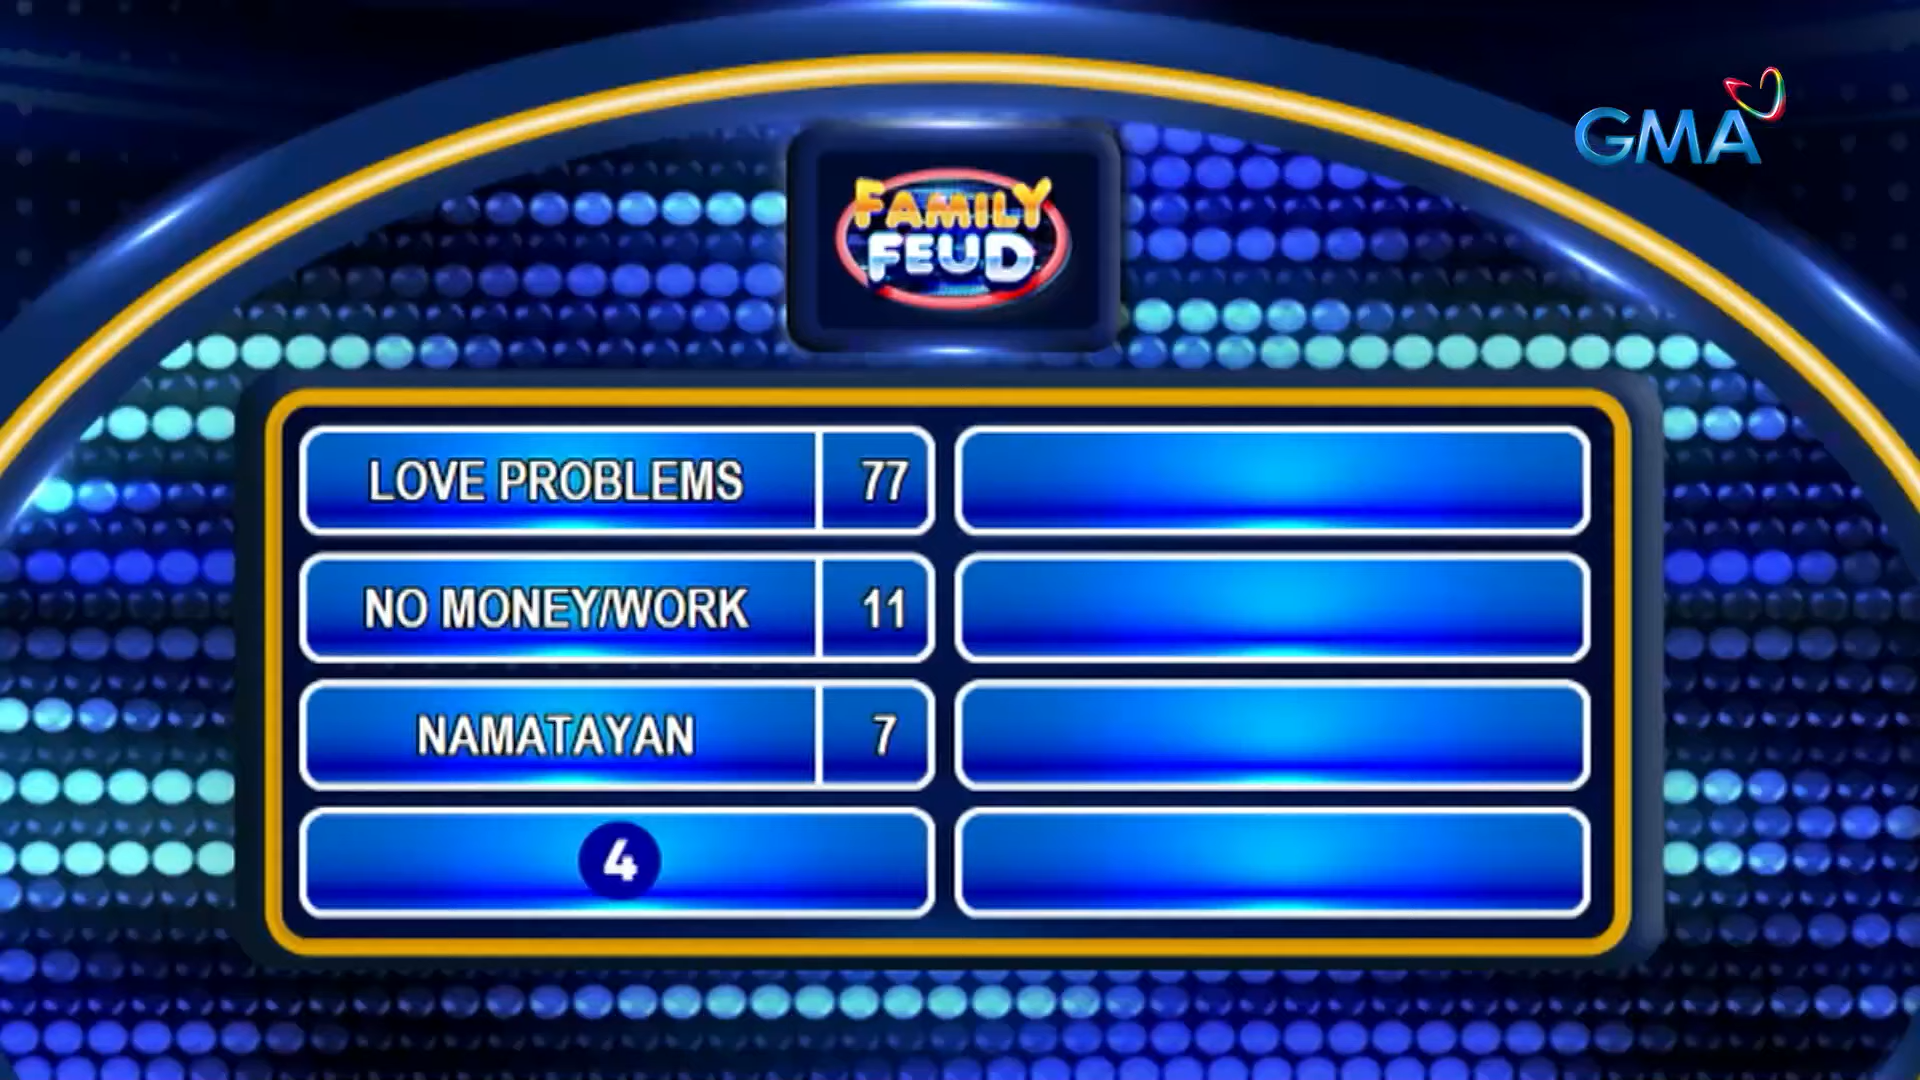 GMA
FAMILY
FEUD
LOVE PROBLEMS 77
NO MONEY/WORK 11
NAMATAYAN 7
4